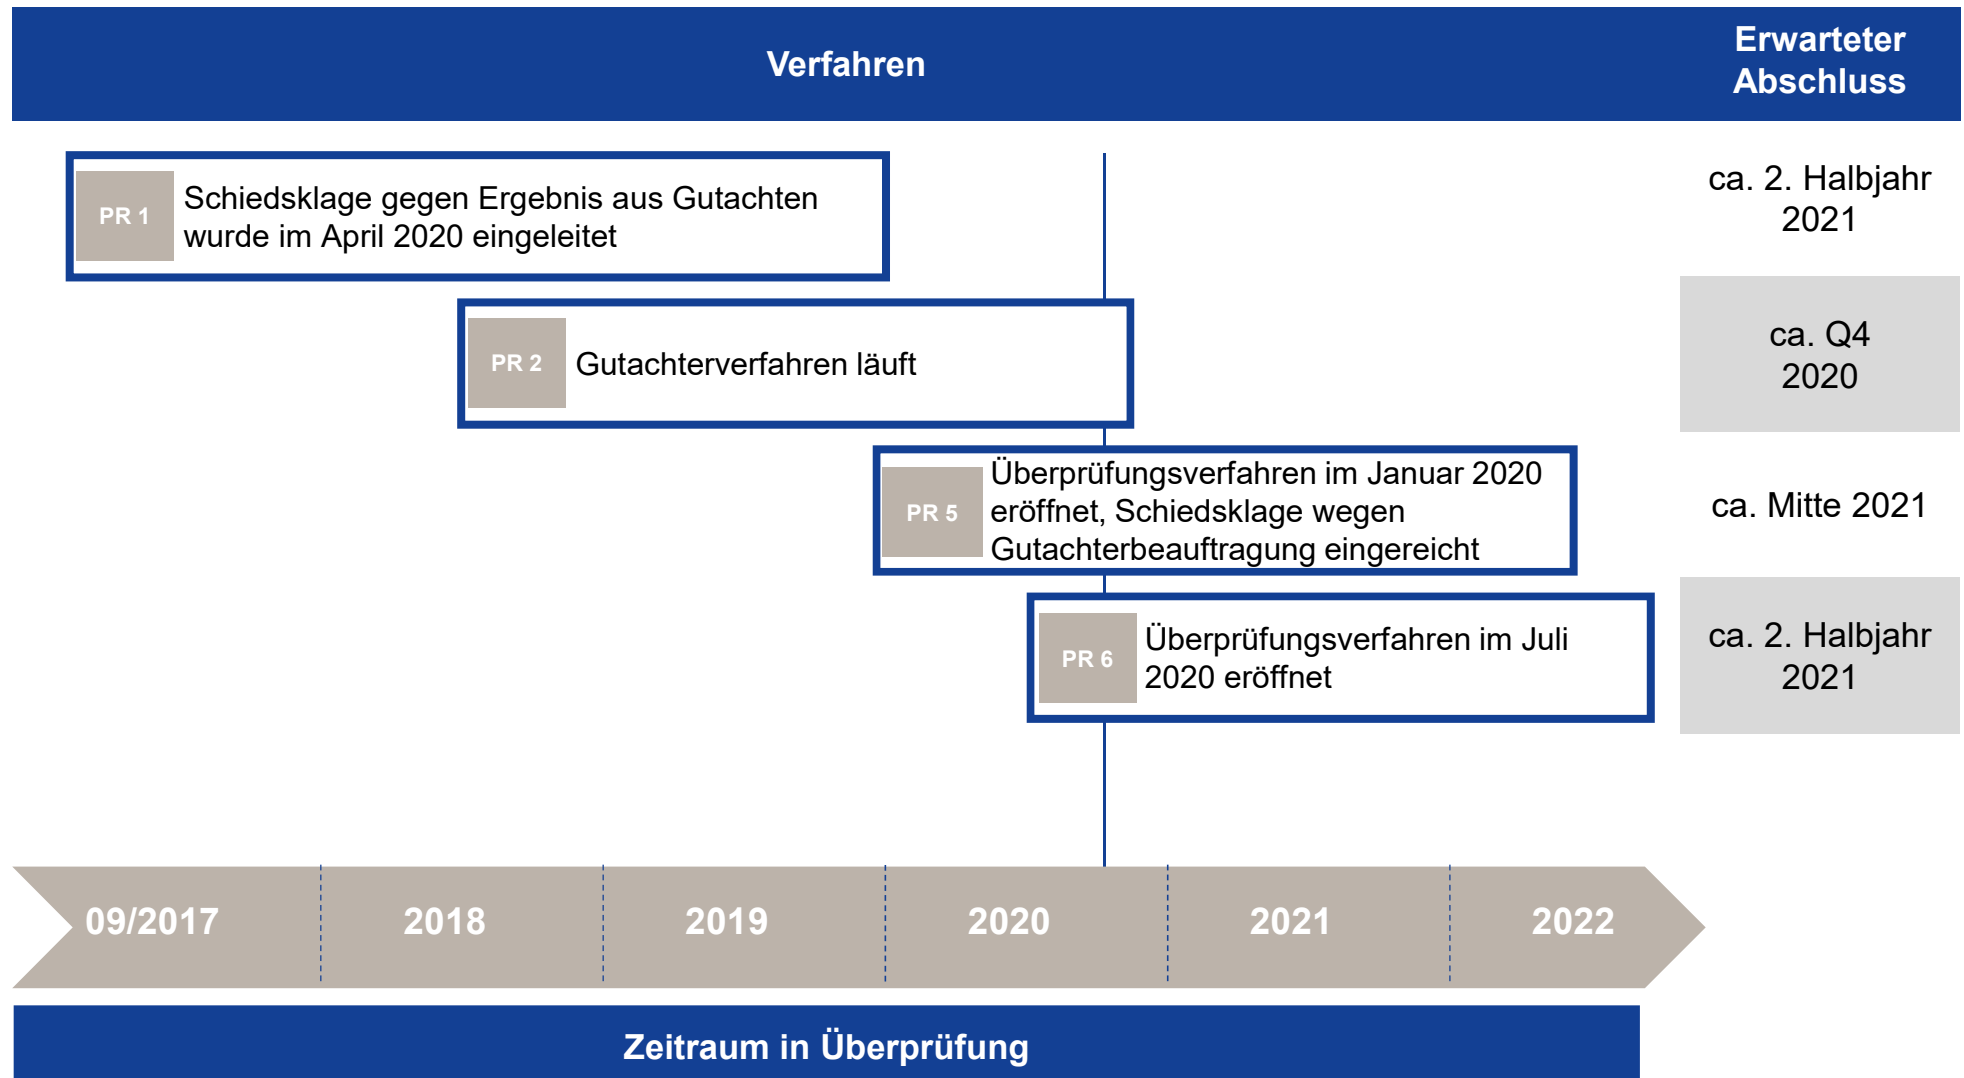 Verfahren
Erwarteter
Abschluss
PR 1
Schiedsklage gegen Ergebnis aus Gutachten
wurde im April 2020 eingeleitet
ca. 2. Halbjahr
2021
PR 2
Gutachterverfahren läuft
ca. Q4
2020
PR 5
Überprüfungsverfahren im Januar 2020
eröffnet, Schiedsklage wegen
Gutachterbeauftragung eingereicht
ca. Mitte 2021
PR 6
Überprüfungsverfahren im Juli
2020 eröffnet
ca. 2. Halbjahr
2021
09/2017
2018
2019
2020
2021
2022
Zeitraum in Überprüfung